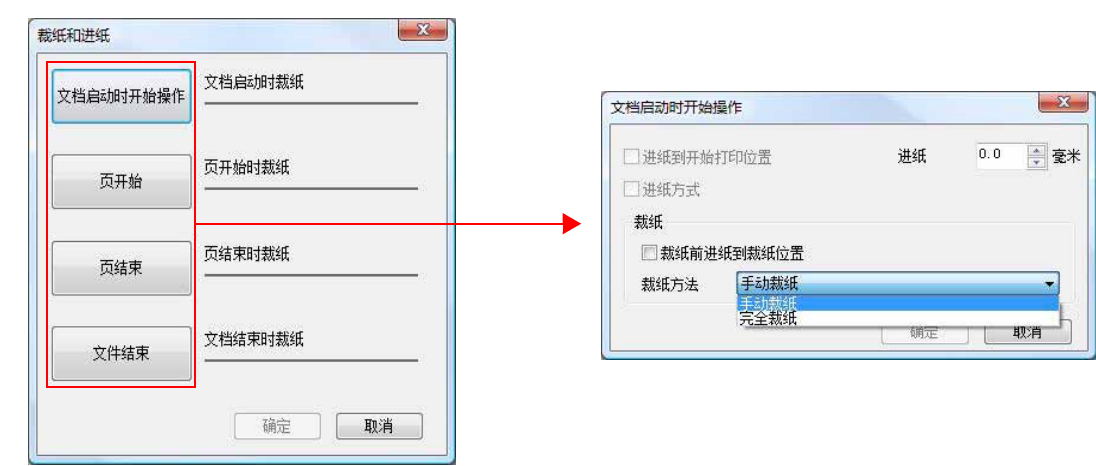 裁纸和进纸
文档启动时开始操作
文档启动时裁纸
页开始
页开始时裁纸
页结束
页结束时裁纸
文件结束
文档结束时裁纸
确定
取消
文档启动时开始操作
进纸到开始打印位置
进纸
0.0
毫米
进纸方式
裁纸
裁纸前进纸到裁纸位置
裁纸方法
手动裁纸
手动裁纸
完全裁纸
确定
取消